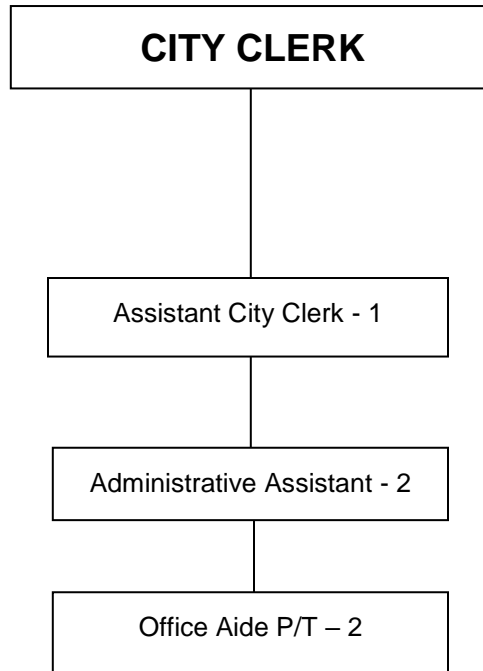 CITY CLERK
Assistant City Clerk - 1
Administrative Assistant - 2
Office Aide P/T – 2